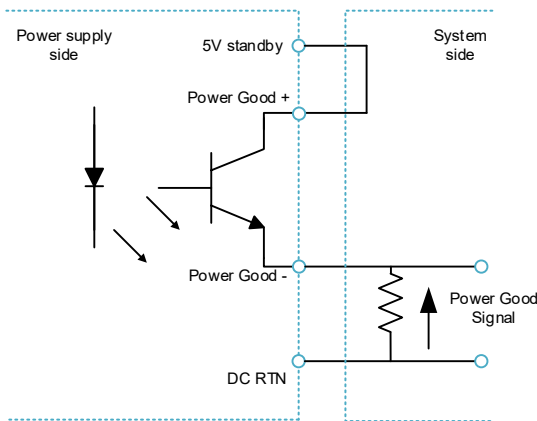 Power supply
side
5V standby
System
side
Power Good +
Power Good -
Power Good
Signal
DC RTN